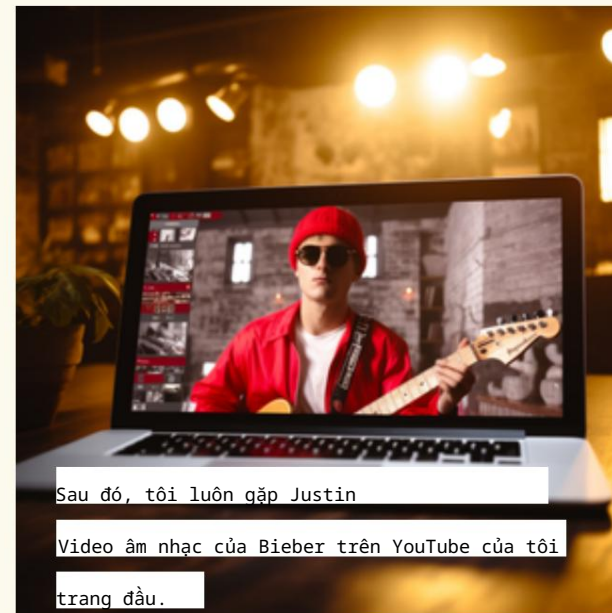 Sau đó, tôi luôn gặp Justin
Video âm nhạc của Bieber trên YouTube của tôi
trang đầu.